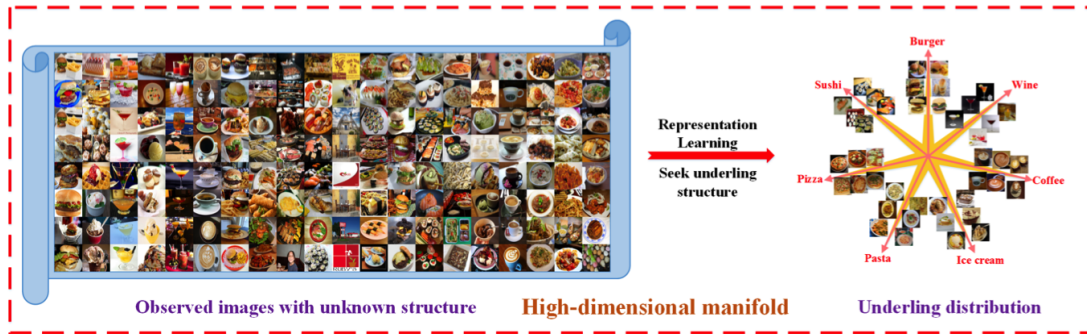 Burger
Sushi
Wine
Representation
Learning
Seek underling
structure
Pizza
Coffee
Pasta
Ice cream
Observed images with unknown structure
High-dimensional manifold
Underling distribution